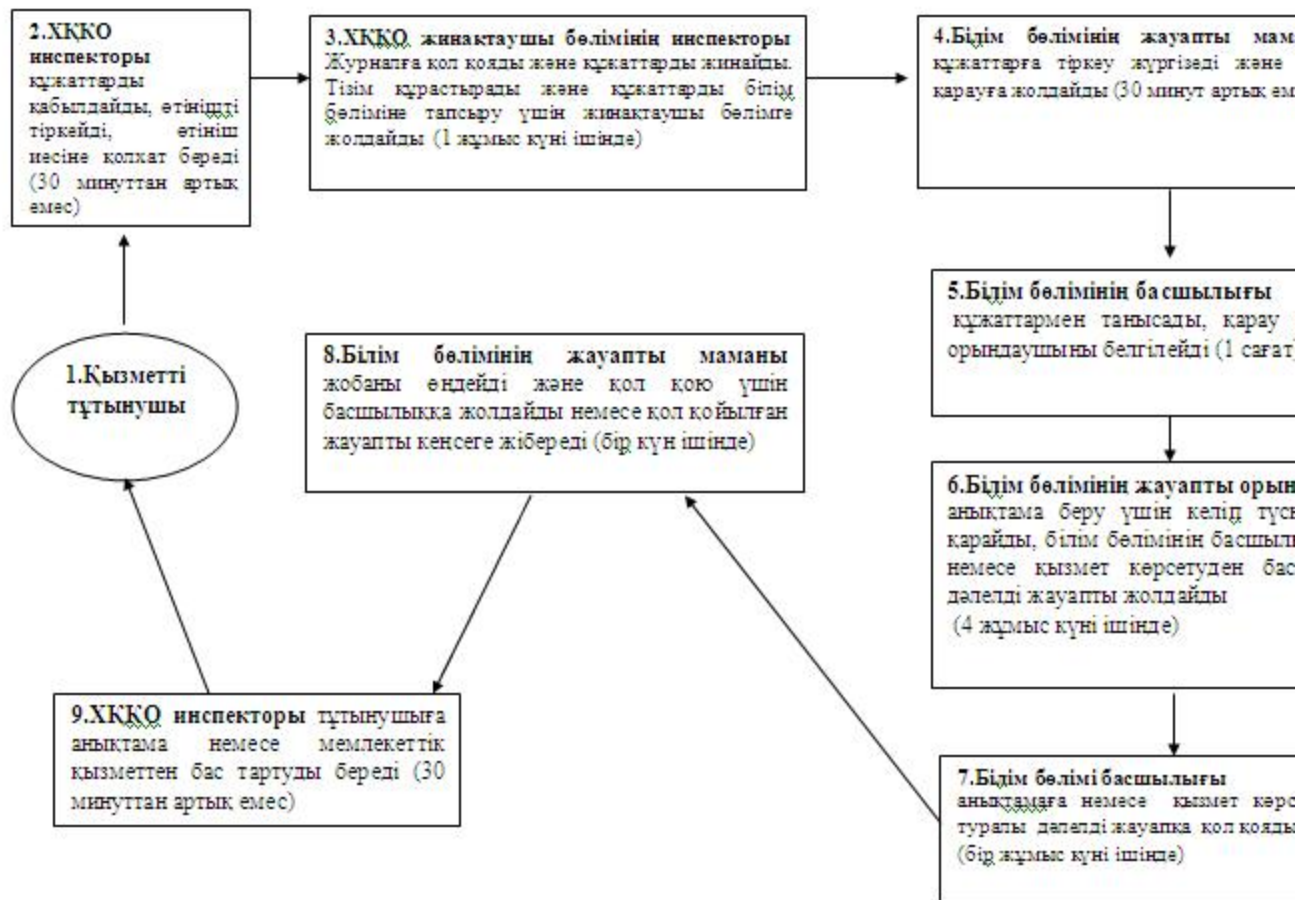 2.ХҚКО
инспекторы
құжаттарды
қабылдайды, өтінішті
тіркейді, өтініш
иесіне қолхат береді
(30 минуттан артық
емес)
3.ХҚКО жинақтаушы бөлімінің инспекторы
Журналға қол қояды және құжаттарды жинайды.
Тізім құрастырады және құжаттарды білім
бөліміне тапсыру үшін жинақтаушы бөлімге
жолдайды (1 жұмыс күні ішінде)
4.Білім бөлімінің жауапты
құжаттарға тіркеу жүргізеді және
қарауға жолдайды (30 минут артық
5.Білім бөлімінің басшылығы
құжаттармен танысады, қарау
орындаушыны белгілейді (1 сағат)
6.Білім бөлімінің жауапты
анықтама беру үшін келіп
қарайды, білім бөлімінің
немесе қызмет көрсетуден бас
дәлелді жауапты жолдайды
(4 жұмыс күні ішінде)
7.Білім бөлімі басшылығы
анықтамаға немесе қызмет
туралы дәлелді жауапқа қол қояды
(бір жұмыс күні ішінде)
8.Білім бөлімінің жауапты маманы
жобаны өңдейді және қол қою үшін
басшылыққа жолдайды немесе қол қойылған
жауапты кеңсеге жібереді (бір күн ішінде)
9.ХҚКО инспекторы тұтынушыға
анықтама немесе мемлекеттік
қызметтен бас тартуды береді (30
минуттан артық емес)
1.Қызметті
тұтынушы